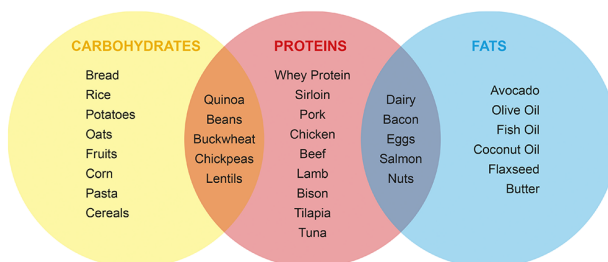 CARBOHYDRATES
Bread
Rice
Potatoes
Oats
Fruits
Corn
Pasta
Cereals
Quinoa
Beans
Buckwheat
Chickpeas
Lentils
PROTEINS
Whey Protein
Sirloin
Pork
Chicken
Beef
Lamb
Bison
Tilapia
Tuna
Dairy
Bacon
Eggs
Salmon
Nuts
FATS
Avocado
Olive Oil
Fish Oil
Coconut Oil
Flaxseed
Butter